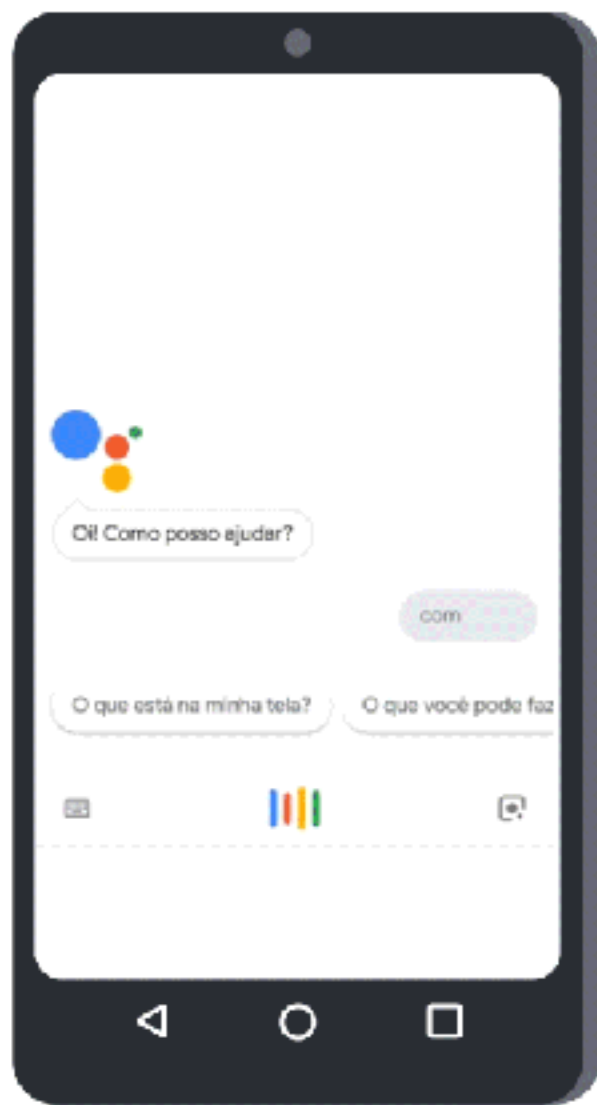 Oi! Como posso ajudar?
com
O que está na minha tela?
O que você pode faz